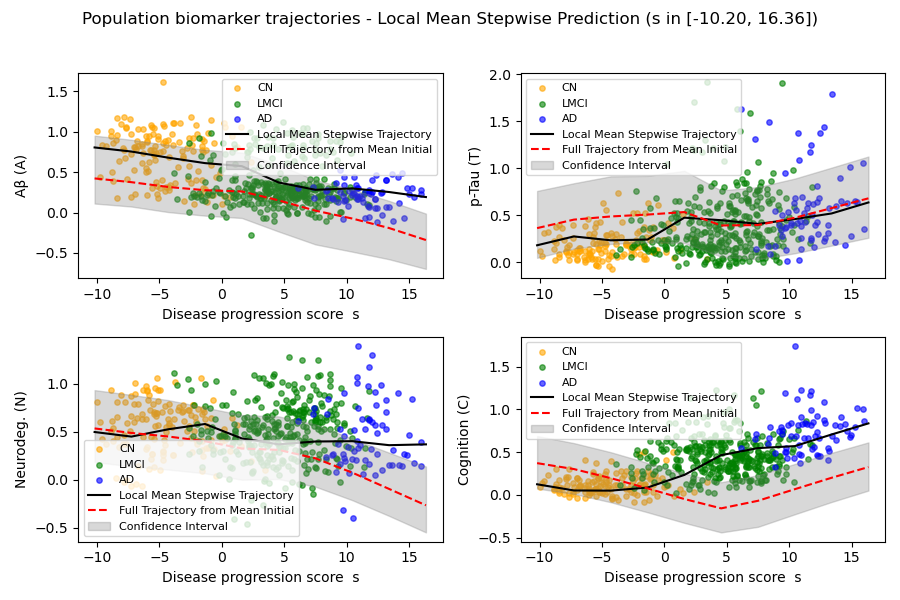 Population biomarker trajectories - Local Mean Stepwise Prediction (s in [-10.20, 16.36])
1.5
1.0
0.5
0.0
−0.5
Aβ (A)
CN
LMCI
AD
Local Mean Stepwise Trajectory
Full Trajectory from Mean Initial
Confidence Interval
−10
−5
0
5
10
15
Disease progression score s
2.0
1.5
1.0
0.5
0.0
p-Tau (T)
CN
LMCI
AD
Local Mean Stepwise Trajectory
Full Trajectory from Mean Initial
Confidence Interval
−10
−5
0
5
10
15
Disease progression score s
1.0
0.5
0.0
−0.5
Neurodeg. (N)
CN
LMCI
AD
Local Mean Stepwise Trajectory
Full Trajectory from Mean Initial
Confidence Interval
−10
−5
0
5
10
15
Disease progression score s
1.5
1.0
0.5
0.0
−0.5
Cognition (C)
CN
LMCI
AD
Local Mean Stepwise Trajectory
Full Trajectory from Mean Initial
Confidence Interval
−10
−5
0
5
10
15
Disease progression score s